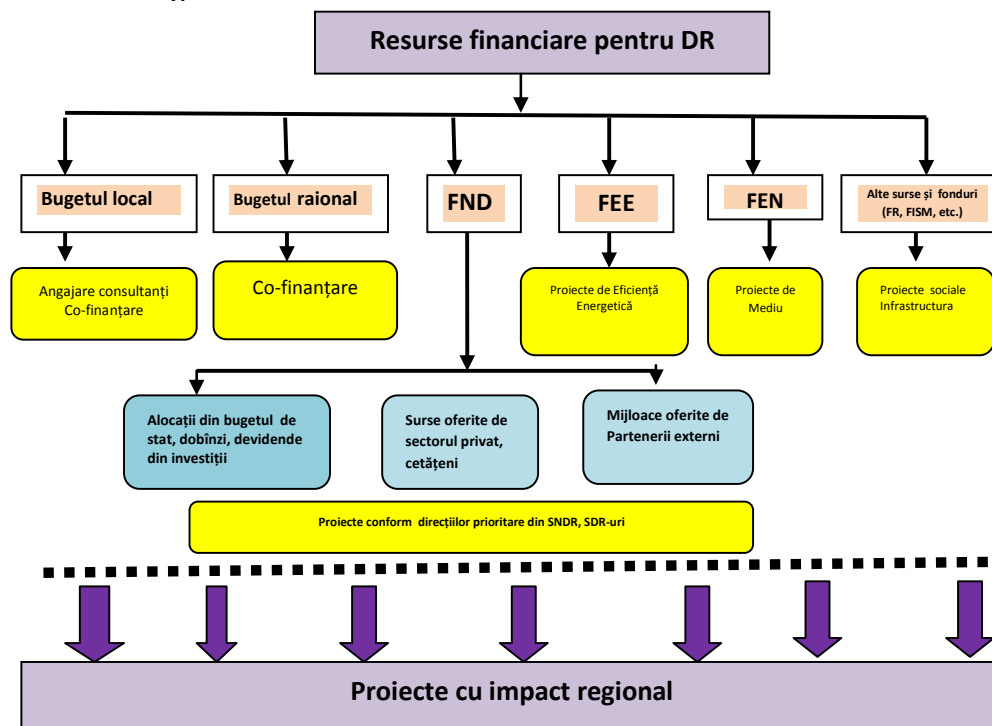 Resurse financiare pentru DR
Bugetul local
Bugetul raional
FND
FEE
FEN
Alte surse și fonduri
(FR, FISM, etc.)
Angajare consultanți
Co-finanțare
Co-finanțare
Proiecte de Eficiență
Energetică
Proiecte de
Mediu
Proiecte sociale
Infrastructura
Alocații din bugetul de
stat, dobînzi, devidende
din investiții
Surse oferite de
sectorul privat,
cetățeni
Mijloace oferite de
Partenerii externi
Proiecte conform direcțiilor prioritare din SNDR, SDR-uri
Proiecte cu impact regional